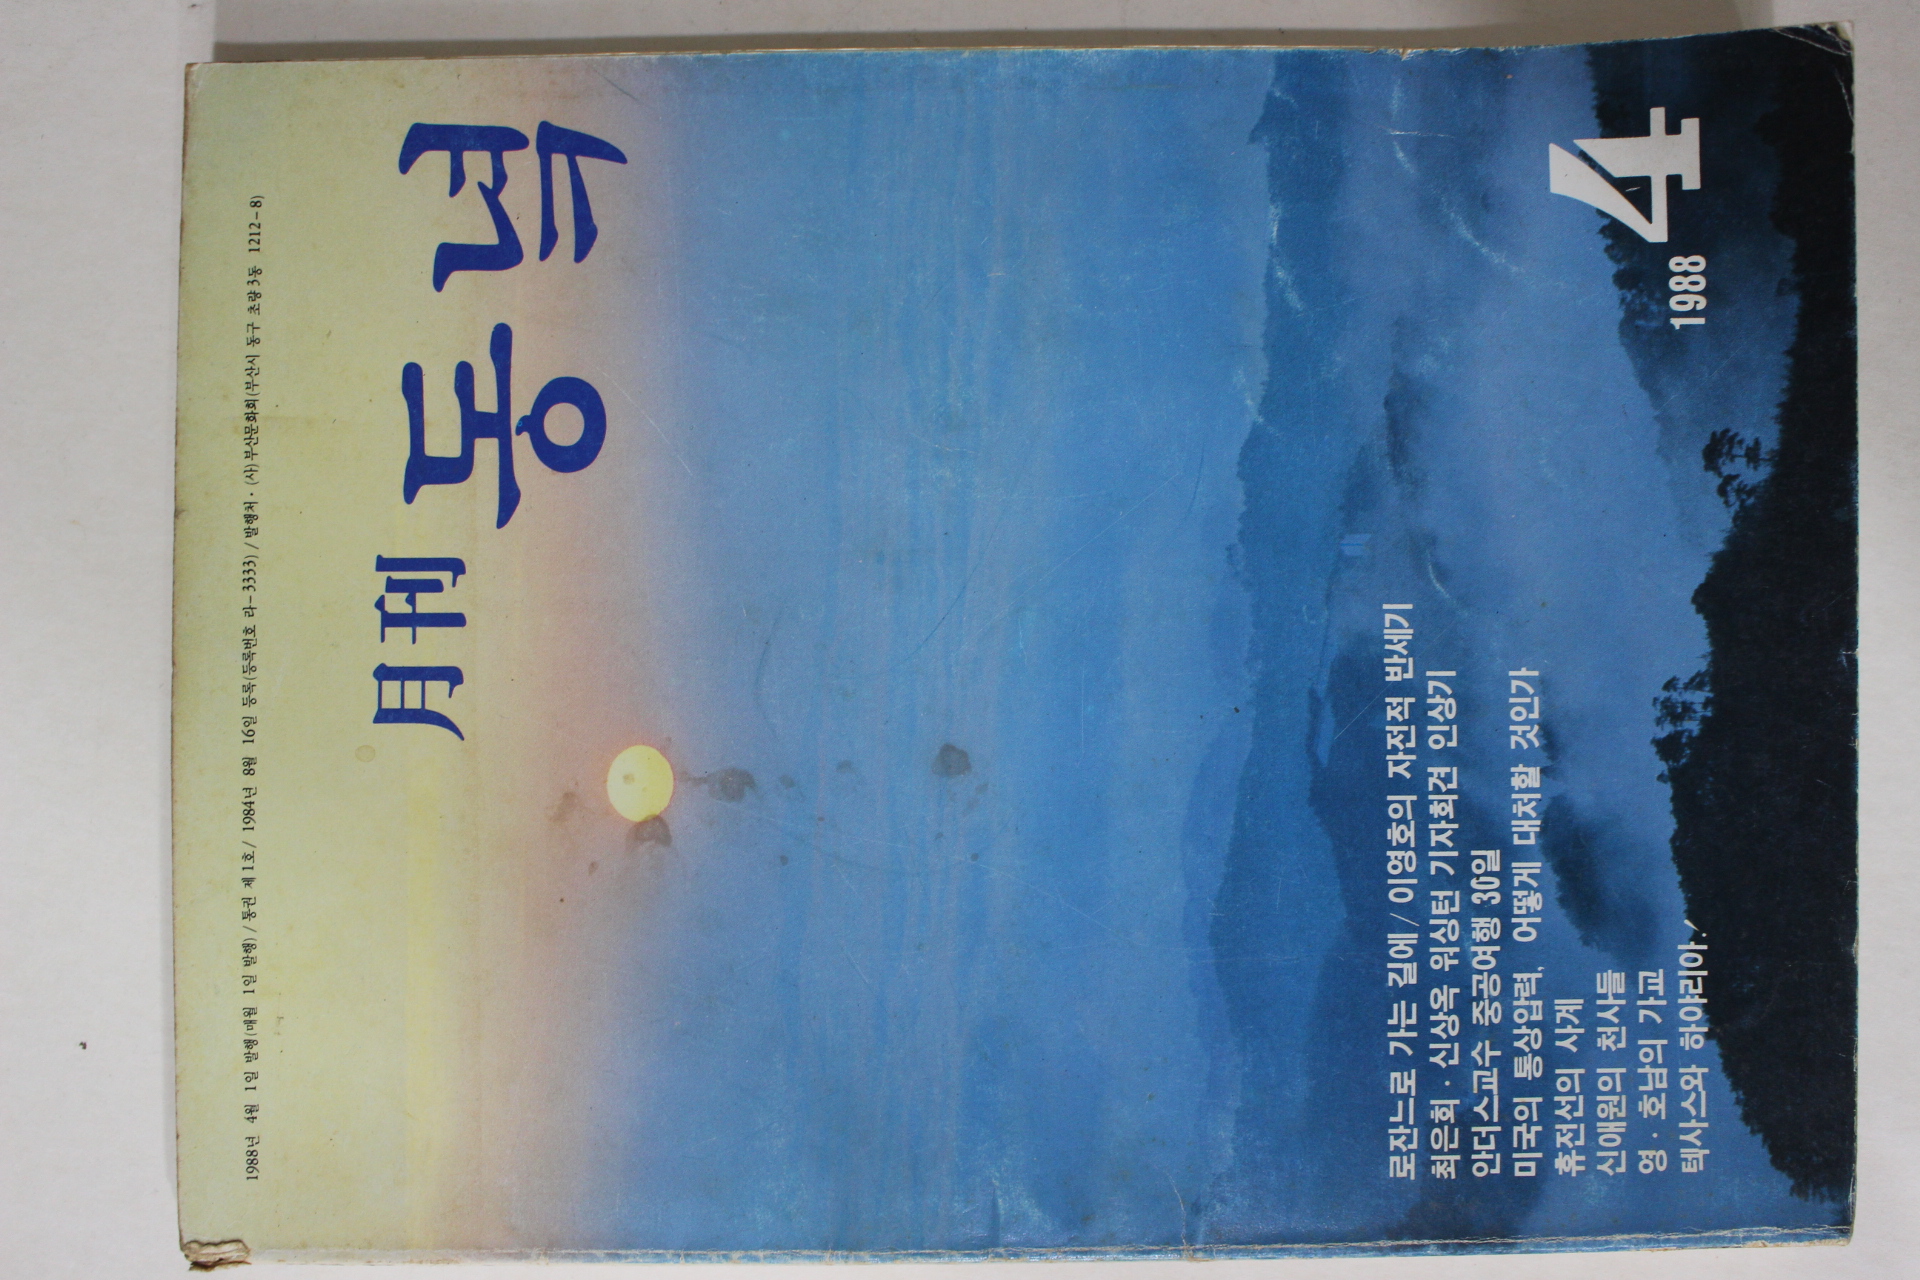 1988년 4월 1일 발행(매월 1일 발행)/통권 제1호/1984년 8월 16일 등록(등록번호 라-3333)/발행처·(사)부산문화회(부산시 동구 초량3동 1212-8)
月刊 동녘
1988 4
로잔느로 가는 길에/이영호의 자전적 반세기
최은희·신상옥 워싱턴 기자회견 인상기
안더스교수 중공여행 30일
미국의 통상압력, 어떻게 대처할 것인가
휴전선의 사계
신애원의 천사들
영·호남의 가교
텍사스와 하야리아!